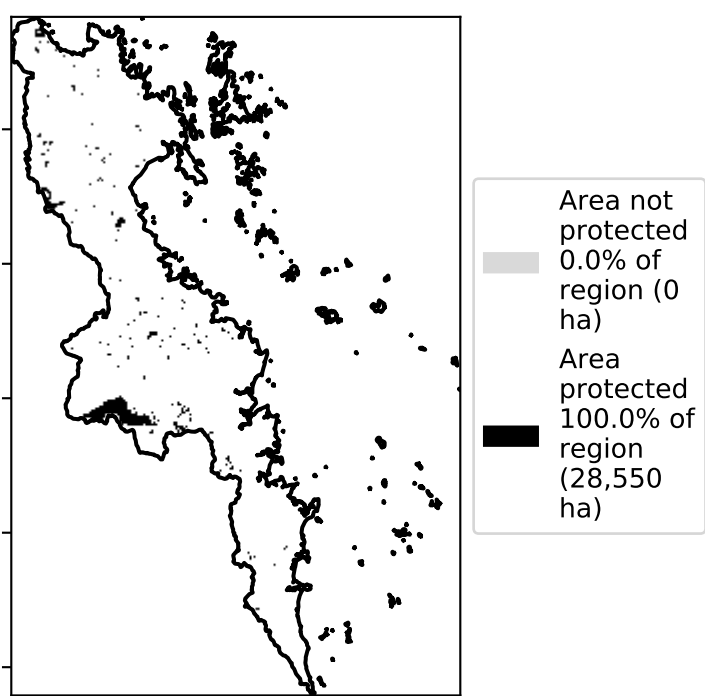 Area not
protected
0.0% of
region (0
ha)
Area
protected
100.0% of
region
(28,550
ha)